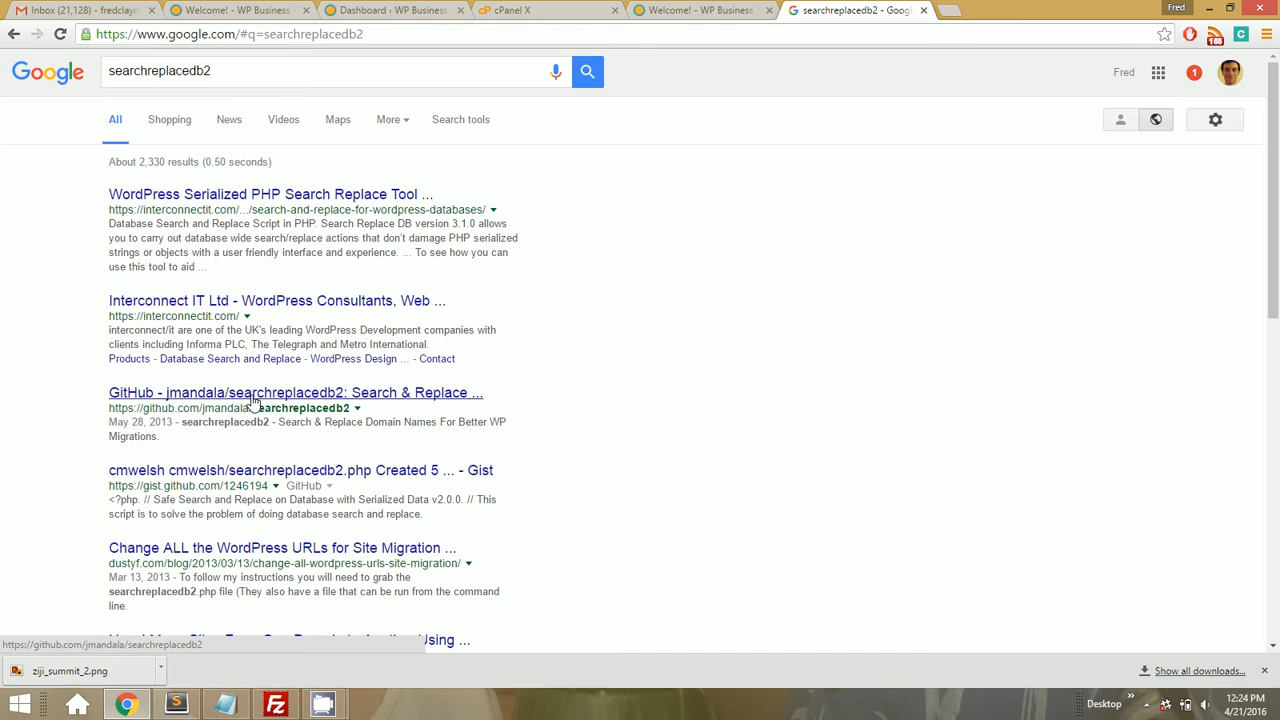 Inbox (21,128) - fredclaym
Welcome! - WP Business
Dashboard ‹ WP Business
cPanel X
Welcome! - WP Business
searchreplacedb2 - Goog
Fred
https://www.google.com/#q=searchreplacedb2
168
C
Google
searchreplacedb2
Fred
1
All
Shopping
News
Videos
Maps
More
Search tools
About 2,330 results (0.50 seconds)
WordPress Serialized PHP Search Replace Tool ...
https://interconnectit.com/.../search-and-replace-for-wordpress-databases/
Database Search and Replace Script in PHP. Search Replace DB version 3.1.0 allows
you to carry out database wide search/replace actions that don't damage PHP serialized
strings or objects with a user friendly interface and experience. ... To see how you can
use this tool to aid ...
Interconnect IT Ltd - WordPress Consultants, Web ...
https://interconnectit.com/
interconnect/it are one of the UK's leading WordPress Development companies with
clients including Informa PLC, The Telegraph and Metro International.
Products - Database Search and Replace - WordPress Design ... - Contact
GitHub - jmandala/searchreplacedb2: Search & Replace ...
https://github.com/jmandala/searchreplacedb2
May 28, 2013 - searchreplacedb2 - Search & Replace Domain Names For Better WP
Migrations.
cmwelsh cmwelsh/searchreplacedb2.php Created 5 ... - Gist
https://gist.github.com/1246194 GitHub
<?php. // Safe Search and Replace on Database with Serialized Data v2.0.0. // This
script is to solve the problem of doing database search and replace.
Change ALL the WordPress URLs for Site Migration ...
dustyf.com/blog/2013/03/13/change-all-wordpress-urls-site-migration/
Mar 13, 2013 - To follow my instructions you will need to grab the
searchreplacedb2.php file (They also have a file that can be run from the command
line.
Using ...
https://github.com/jmandala/searchreplacedb2
ziji_summit_2.png
Show all downloads...
Desktop
12:24 PM
4/21/2016